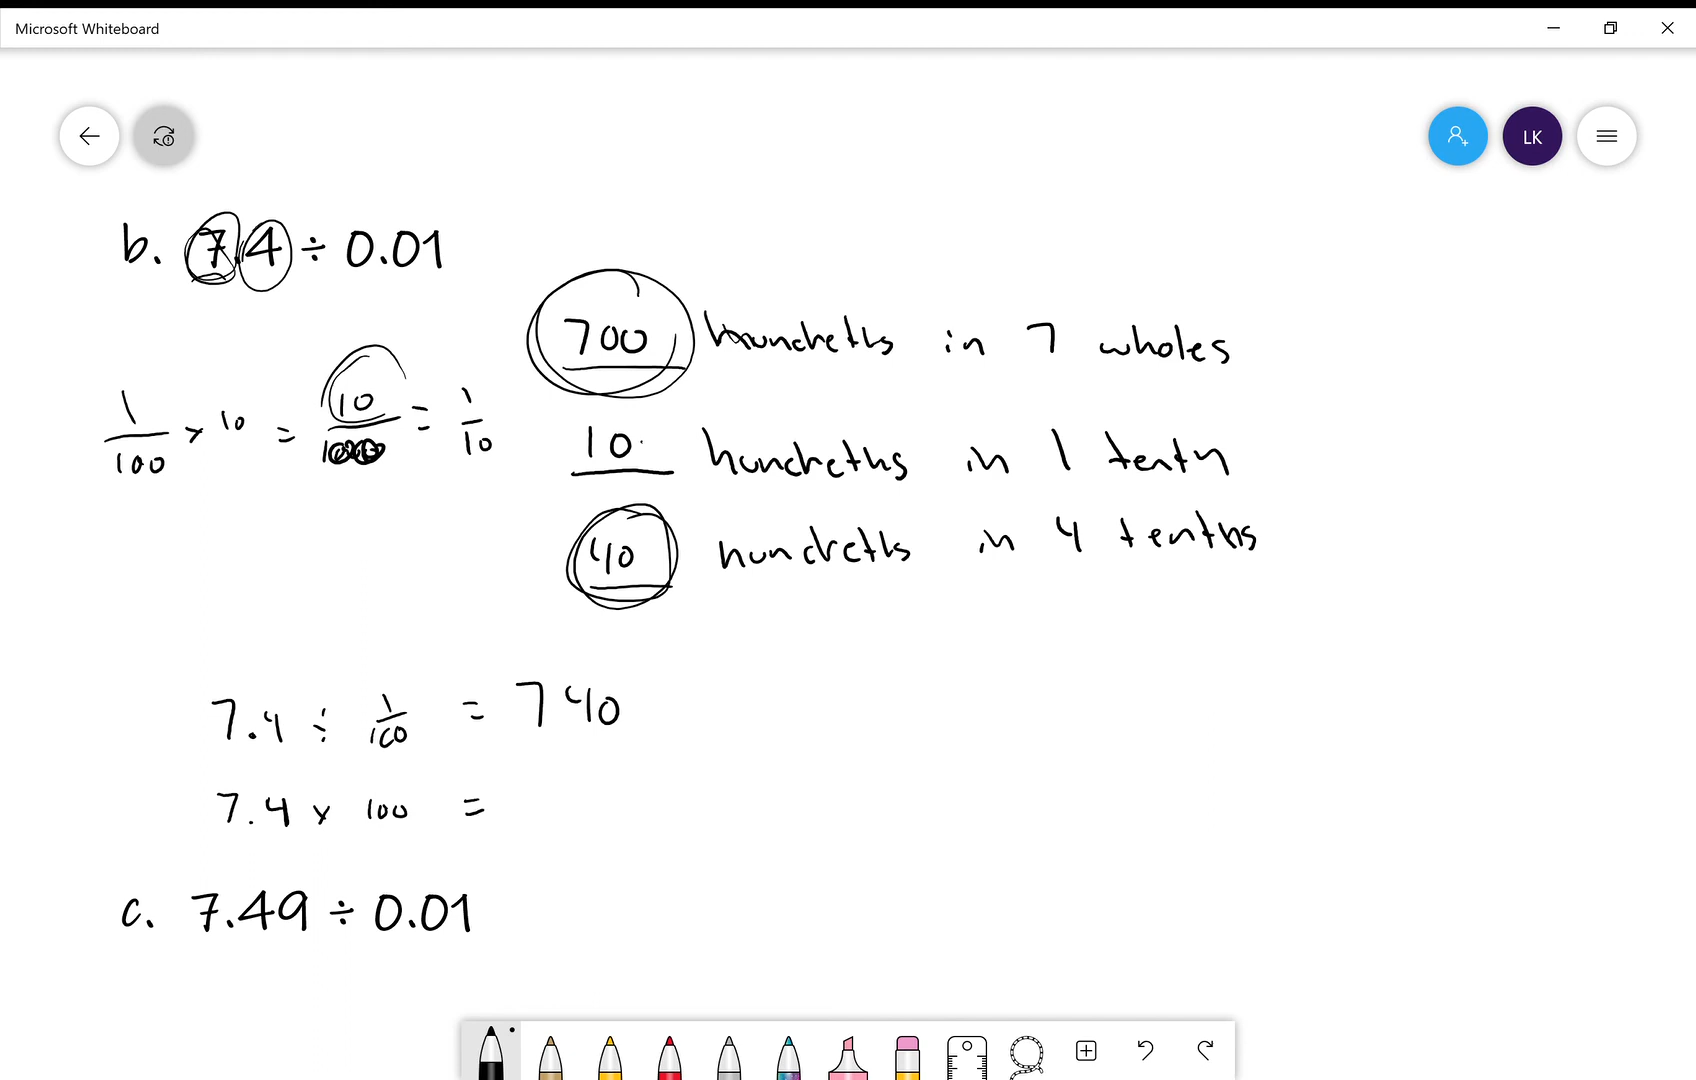 Microsoft Whiteboard
LK
b. 7.4 ÷ 0.01
700 hundreths in 7 wholes
1/100 × 10 = 10/100 = 1/10
10 hundreths in 1 tenth
40 hundreths in 4 tenths
7.4 ÷ 1/100 = 740
7.4 × 100 =
c. 7.49 ÷ 0.01